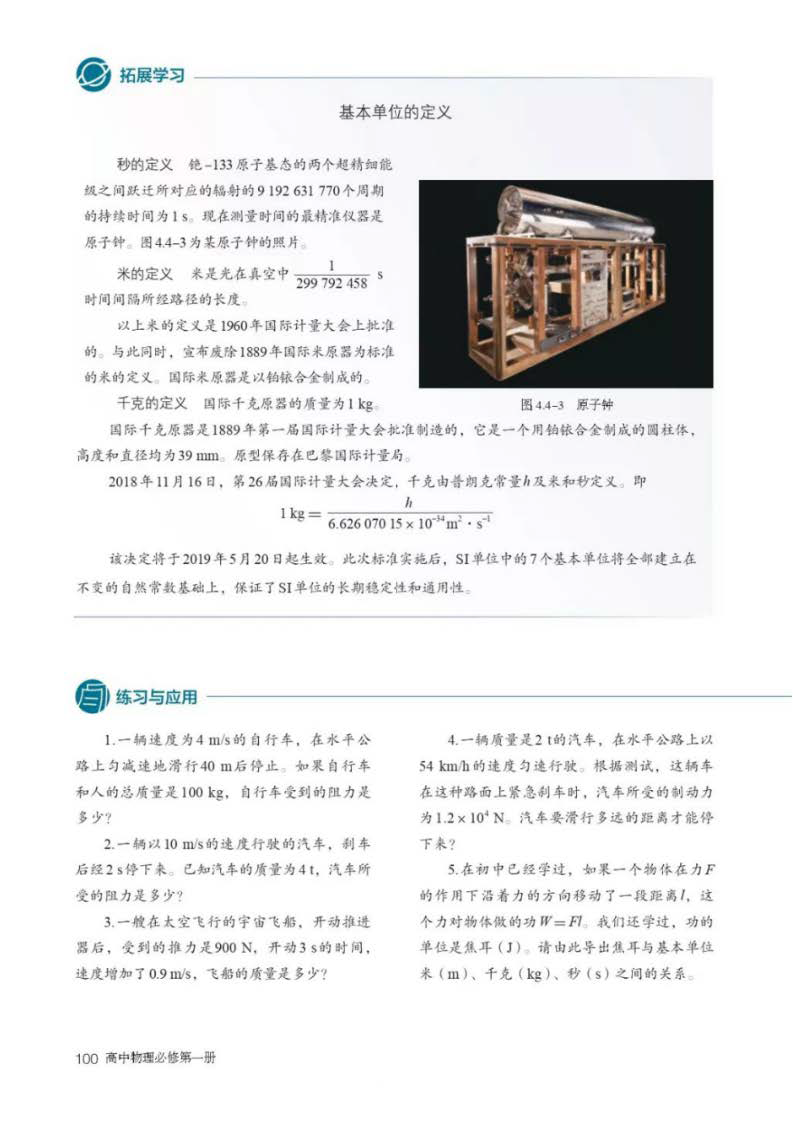 拓展学习
基本单位的定义
秒的定义 铯-133原子基态的两个超精细能
级之间跃迁所对应的辐射的9 192 631 770个周期
的持续时间为1 s。现在测量时间的最精准仪器是
原子钟。图4.4-3为某原子钟的照片。
米的定义 米是光在真空中 1/299 792 458 s
时间间隔所经路径的长度。
以上米的定义是1960年国际计量大会上批准
的。与此同时，宣布废除1889年国际米原器为标准
的米的定义。国际米原器是以铂铱合金制成的。
千克的定义 国际千克原器的质量为1 kg。
图 4.4-3 原子钟
国际千克原器是1889年第一届国际计量大会批准制造的，它是一个用铂铱合金制成的圆柱体，
高度和直径均为39 mm。原型保存在巴黎国际计量局。
2018年11月16日，第26届国际计量大会决定，千克由普朗克常量h及米和秒定义。即
1 kg = h/(6.626 070 15 × 10⁻³⁴ m²·s⁻¹)
该决定将于2019年5月20日起生效。此次标准实施后，SI单位中的7个基本单位将全部建立在
不变的自然常数基础上，保证了SI单位的长期稳定性和通用性。
练习与应用
1.一辆速度为4 m/s的自行车，在水平公
路上匀减速地滑行40 m后停止。如果自行车
和人的总质量是100 kg，自行车受到的阻力是
多少？
2.一辆以10 m/s的速度行驶的汽车，刹车
后经2 s停下来。已知汽车的质量为4 t，汽车所
受的阻力是多少？
3.一艘在太空飞行的宇宙飞船，开动推进
器后，受到的推力是900 N，开动3 s的时间，
速度增加了0.9 m/s，飞船的质量是多少？
4.一辆质量是2 t的汽车，在水平公路上以
54 km/h的速度匀速行驶。根据测试，这辆车
在这种路面上紧急刹车时，汽车所受的制动力
为1.2×10⁴ N。汽车要滑行多远的距离才能停
下来？
5.在初中已经学过，如果一个物体在力F
的作用下沿着力的方向移动了一段距离l，这
个力对物体做的功W=Fl。我们还学过，功的
单位是焦耳（J）。请由此导出焦耳与基本单位
米（m）、千克（kg）、秒（s）之间的关系。
100 高中物理必修第一册